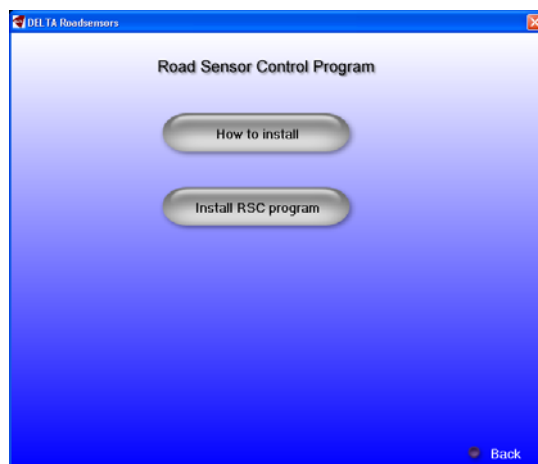 DELTA Roadsensors
Road Sensor Control Program
How to install
Install RSC program
Back